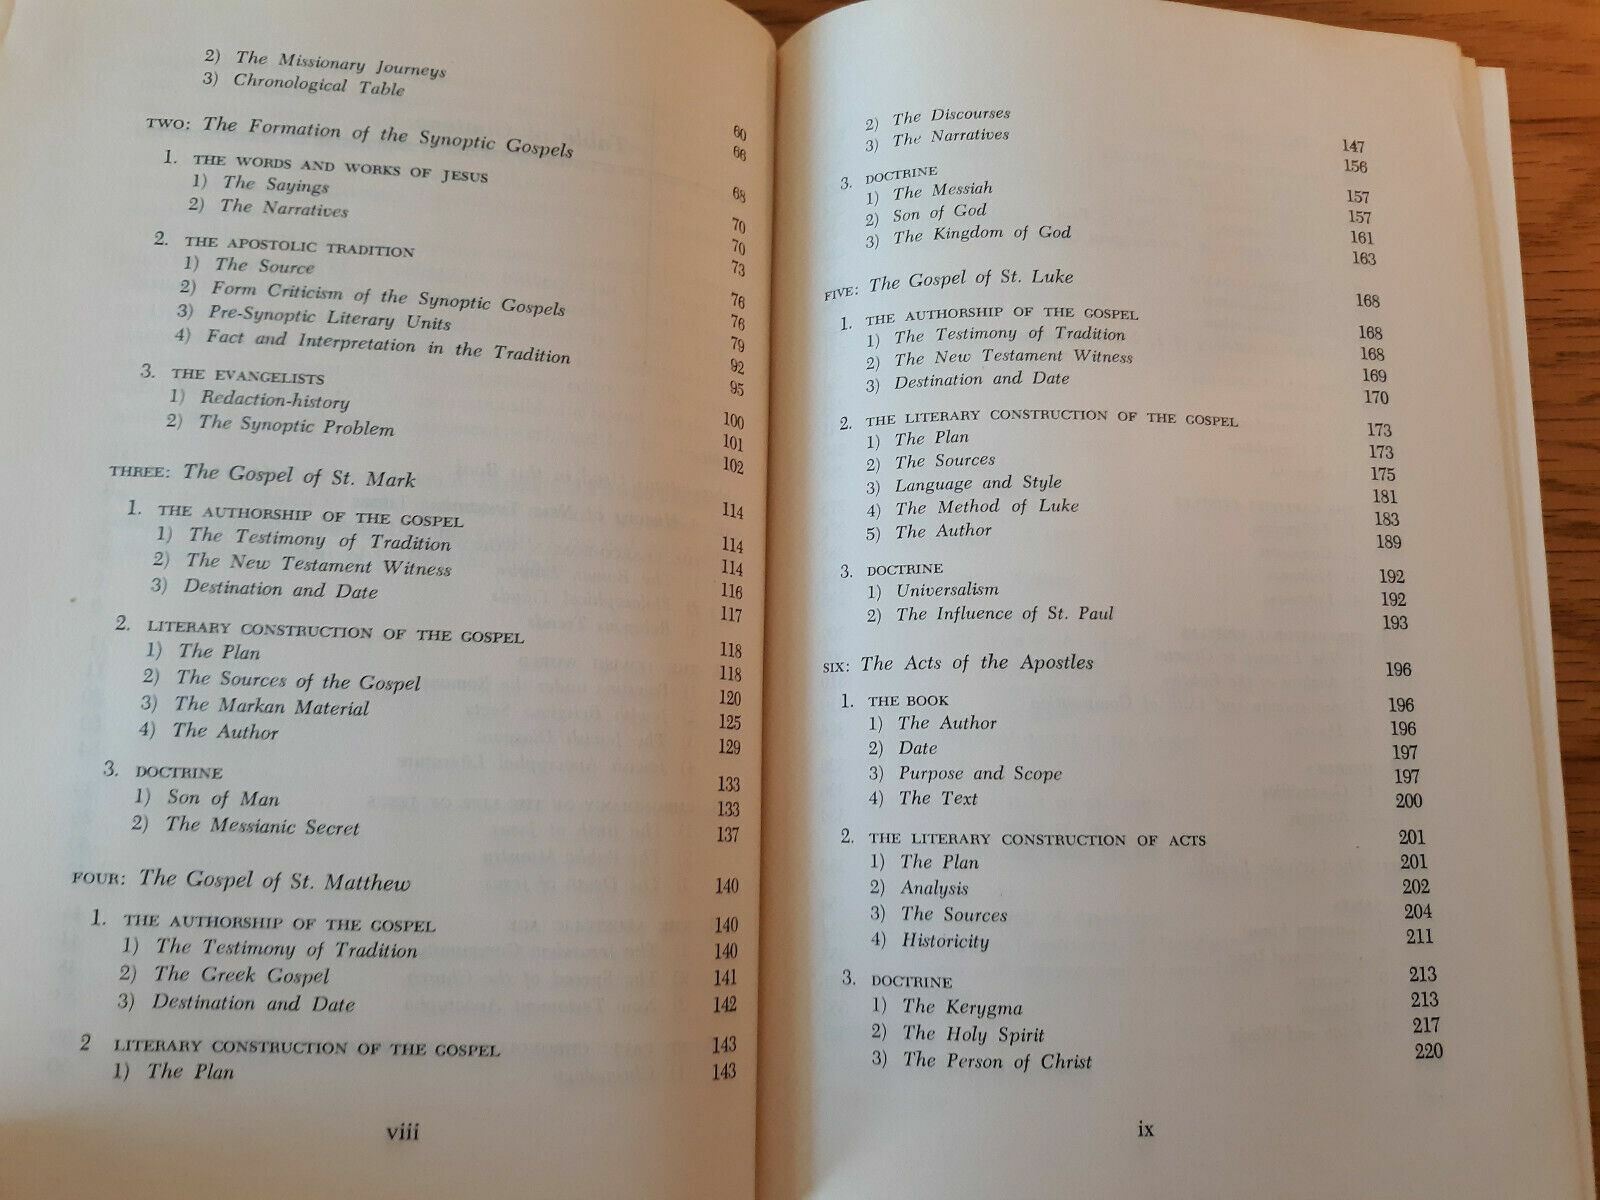 2) The Missionary Journeys 60
3) Chronological Table 66
TWO: The Formation of the Synoptic Gospels 68
1. THE WORDS AND WORKS OF JESUS 70
1) The Sayings 70
2) The Narratives 73
2. THE APOSTOLIC TRADITION 76
1) The Source 76
2) Form Criticism of the Synoptic Gospels 79
3) Pre-Synoptic Literary Units 92
4) Fact and Interpretation in the Tradition 95
3. THE EVANGELISTS 100
1) Redaction-history 101
2) The Synoptic Problem 102
THREE: The Gospel of St. Mark 114
1. THE AUTHORSHIP OF THE GOSPEL 114
1) The Testimony of Tradition 114
2) The New Testament Witness 116
3) Destination and Date 117
2. LITERARY CONSTRUCTION OF THE GOSPEL 118
1) The Plan 118
2) The Sources of the Gospel 120
3) The Markan Material 125
4) The Author 129
3. DOCTRINE 133
1) Son of Man 133
2) The Messianic Secret 137
FOUR: The Gospel of St. Matthew 140
1. THE AUTHORSHIP OF THE GOSPEL 140
1) The Testimony of Tradition 140
2) The Greek Gospel 141
3) Destination and Date 142
2 LITERARY CONSTRUCTION OF THE GOSPEL 143
1) The Plan 143
viii
2) The Discourses 147
3) The Narratives 156
3. DOCTRINE 157
1) The Messiah 157
2) Son of God 161
3) The Kingdom of God 163
FIVE: The Gospel of St. Luke 168
1. THE AUTHORSHIP OF THE GOSPEL 168
1) The Testimony of Tradition 168
2) The New Testament Witness 169
3) Destination and Date 170
2. THE LITERARY CONSTRUCTION OF THE GOSPEL 173
1) The Plan 173
2) The Sources 175
3) Language and Style 181
4) The Method of Luke 183
5) The Author 189
3. DOCTRINE 192
1) Universalism 192
2) The Influence of St. Paul 193
SIX: The Acts of the Apostles 196
1. THE BOOK 196
1) The Author 196
2) Date 197
3) Purpose and Scope 197
4) The Text 200
2. THE LITERARY CONSTRUCTION OF ACTS 201
1) The Plan 201
2) Analysis 202
3) The Sources 204
4) Historicity 211
3. DOCTRINE 213
1) The Kerygma 213
2) The Holy Spirit 217
3) The Person of Christ 220
ix